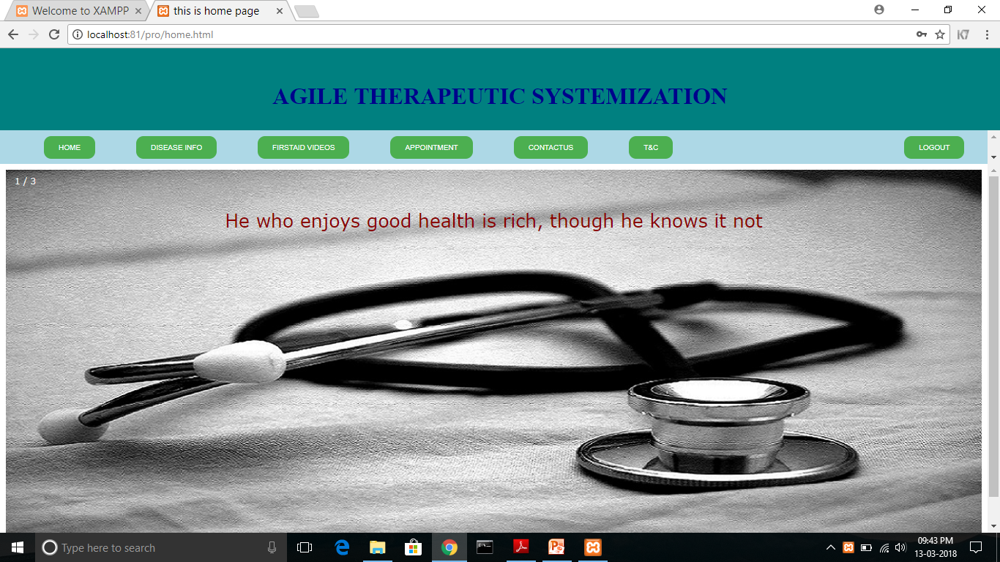 Welcome to XAMPP
this is home page
localhost:81/pro/home.html
K7
AGILE THERAPEUTIC SYSTEMIZATION
HOME DISEASE INFO FIRSTAID VIDEOS APPOINTMENT CONTACTUS T&C LOGOUT
1 / 3
He who enjoys good health is rich, though he knows it not
Type here to search
09:43 PM
13-03-2018